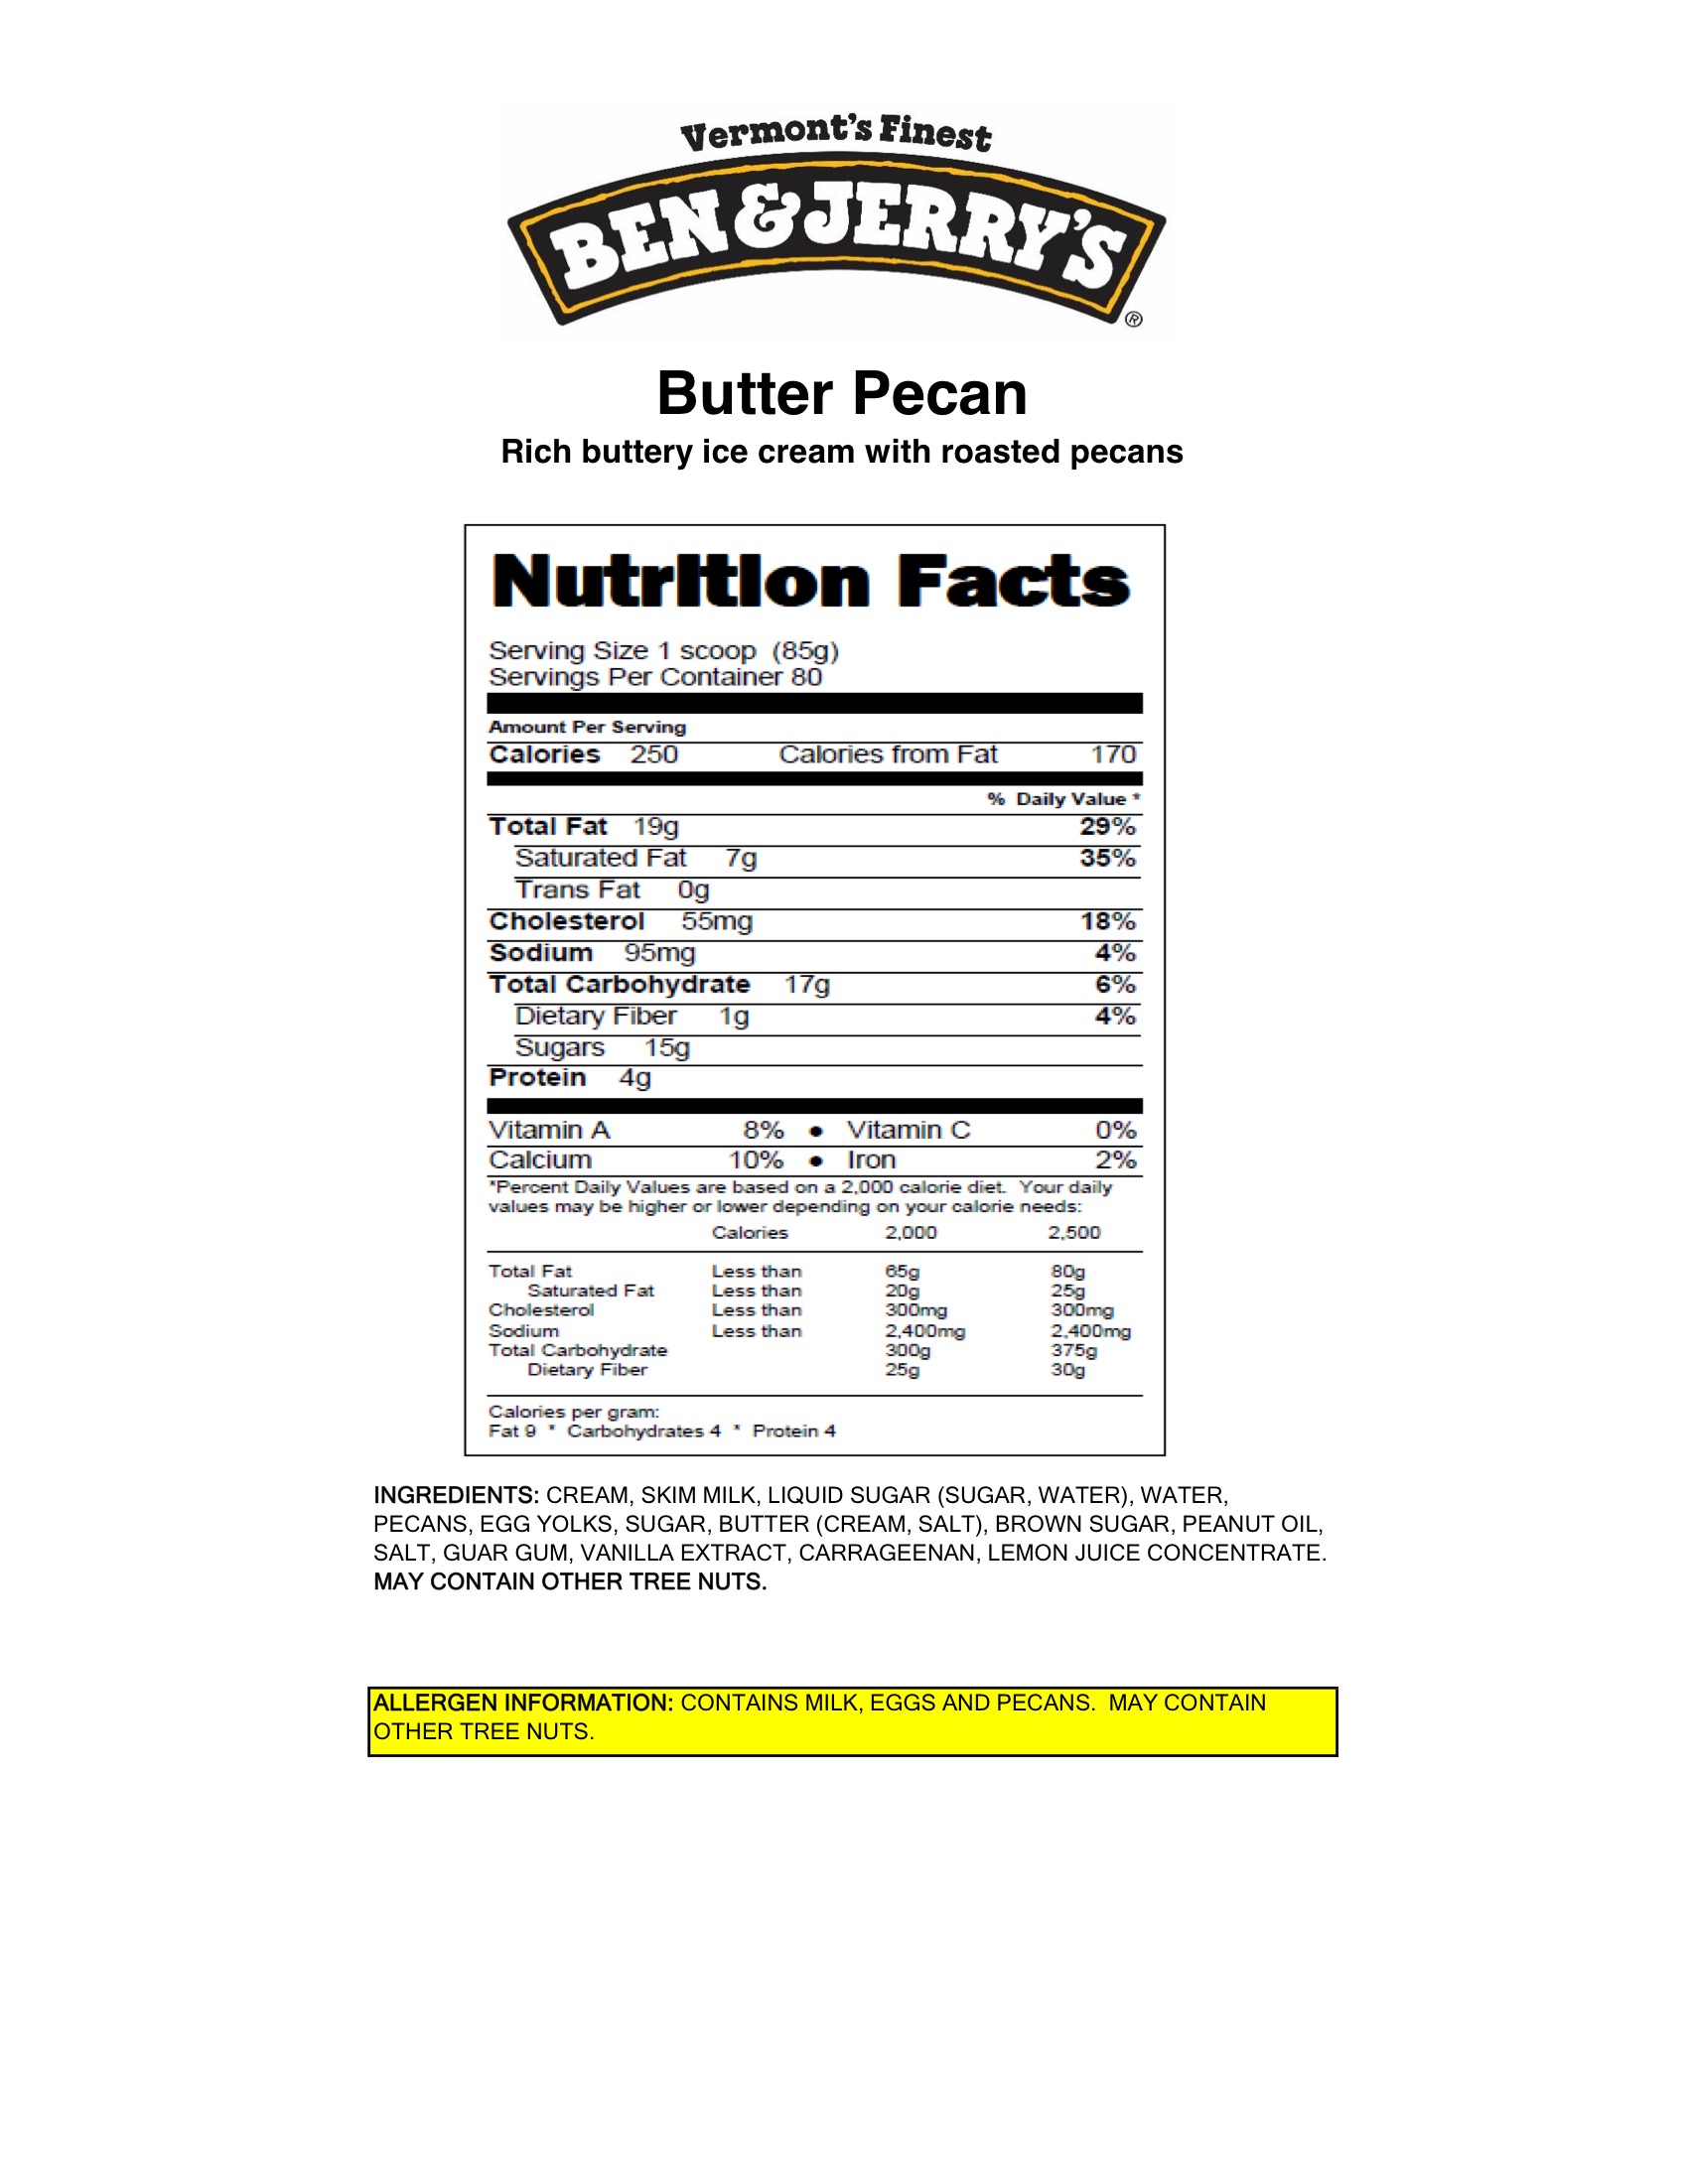 Vermont's Finest
BEN & JERRY'S
®
Butter Pecan
Rich buttery ice cream with roasted pecans
Nutrition Facts
Serving Size 1 scoop (85g)
Servings Per Container 80
Amount Per Serving
Calories 250 Calories from Fat 170
% Daily Value *
Total Fat 19g 29%
Saturated Fat 7g 35%
Trans Fat 0g
Cholesterol 55mg 18%
Sodium 95mg 4%
Total Carbohydrate 17g 6%
Dietary Fiber 1g 4%
Sugars 15g
Protein 4g
Vitamin A 8% • Vitamin C 0%
Calcium 10% • Iron 2%
*Percent Daily Values are based on a 2,000 calorie diet. Your daily
values may be higher or lower depending on your calorie needs:
Calories 2,000 2,500
Total Fat Less than 65g 80g
Saturated Fat Less than 20g 25g
Cholesterol Less than 300mg 300mg
Sodium Less than 2,400mg 2,400mg
Total Carbohydrate 300g 375g
Dietary Fiber 25g 30g
Calories per gram:
Fat 9 * Carbohydrates 4 * Protein 4
INGREDIENTS: CREAM, SKIM MILK, LIQUID SUGAR (SUGAR, WATER), WATER,
PECANS, EGG YOLKS, SUGAR, BUTTER (CREAM, SALT), BROWN SUGAR, PEANUT OIL,
SALT, GUAR GUM, VANILLA EXTRACT, CARRAGEENAN, LEMON JUICE CONCENTRATE.
MAY CONTAIN OTHER TREE NUTS.
ALLERGEN INFORMATION: CONTAINS MILK, EGGS AND PECANS. MAY CONTAIN
OTHER TREE NUTS.